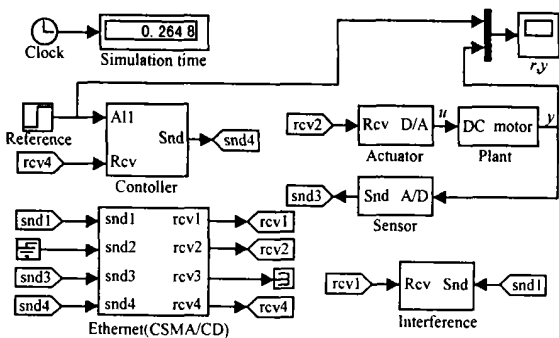 0. 264 8
Clock
Simulation time
r,y
Reference
Al1
Snd
Rcv
snd4
rcv4
Contoller
rcv2
Rcv D/A
u
DC motor
y
Actuator
Plant
snd3
Snd A/D
Sensor
snd1
snd1
rcv1
rcv1
snd2
rcv2
rcv2
snd3
snd3
rcv3
snd4
snd4
rcv4
rcv4
Ethernet(CSMA/CD)
rcv1
Rcv Snd
snd1
Interference